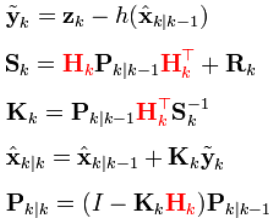 ỹ_k = z_k − h(x̂_{k|k−1})
S_k = H_k P_{k|k−1} H_k^⊤ + R_k
K_k = P_{k|k−1} H_k^⊤ S_k^{−1}
x̂_{k|k} = x̂_{k|k−1} + K_k ỹ_k
P_{k|k} = (I − K_k H_k) P_{k|k−1}